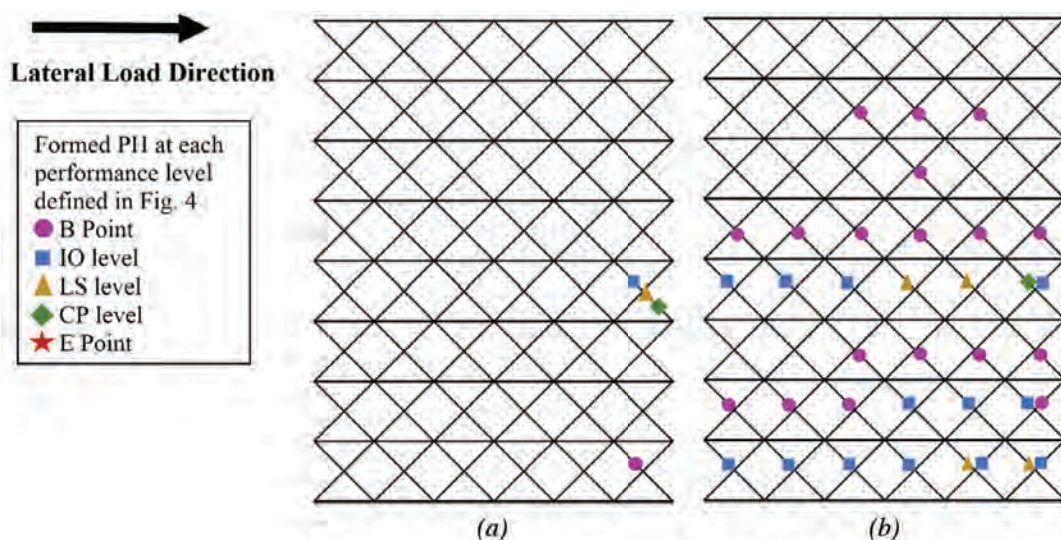 Lateral Load Direction
Formed PH at each
performance level
defined in Fig. 4
B Point
IO level
LS level
CP level
E Point
(a)
(b)